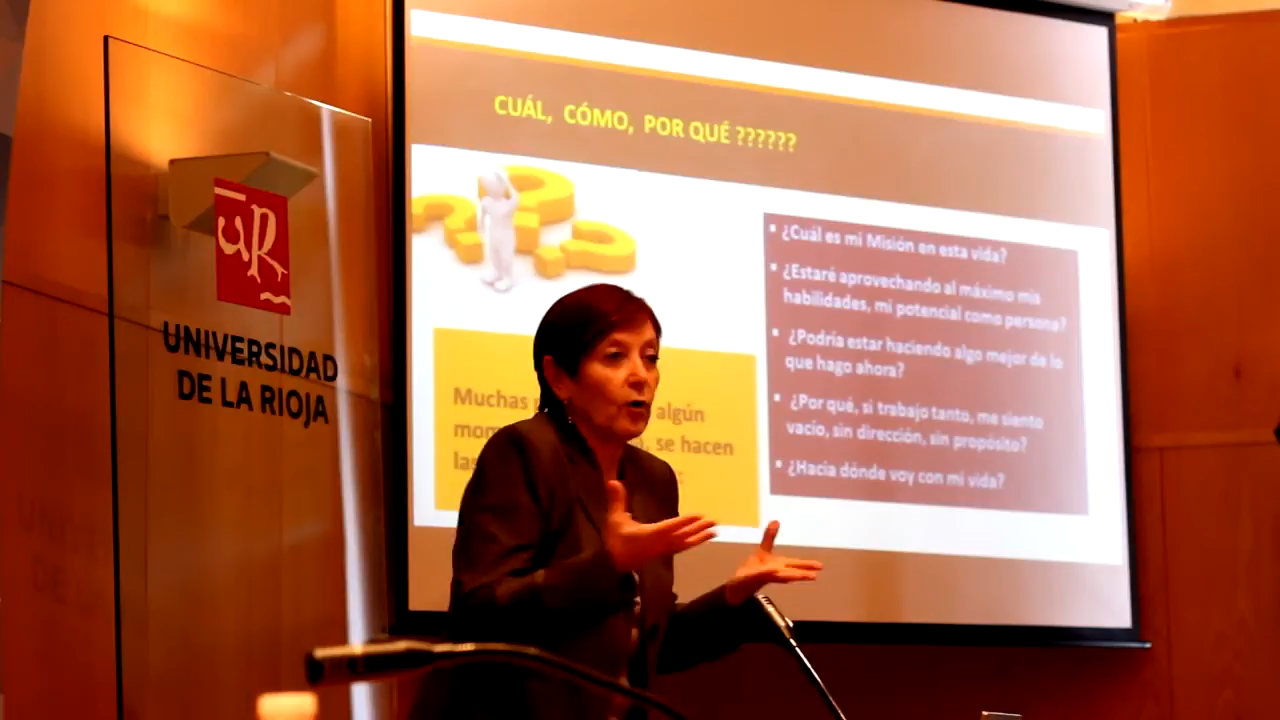 UR
UNIVERSIDAD
DE LA RIOJA
CUÁL, CÓMO, POR QUÉ ??????
▪ ¿Cuál es mi Misión en esta vida?
▪ ¿Estaré aprovechando al máximo mis
habilidades, mi potencial como persona?
▪ ¿Podría estar haciendo algo mejor de lo
que hago ahora?
▪ ¿Por qué, si trabajo tanto, me siento
vacío, sin dirección, sin propósito?
▪ ¿Hacia dónde voy con mi vida?
Muchas algún
se hacen
las